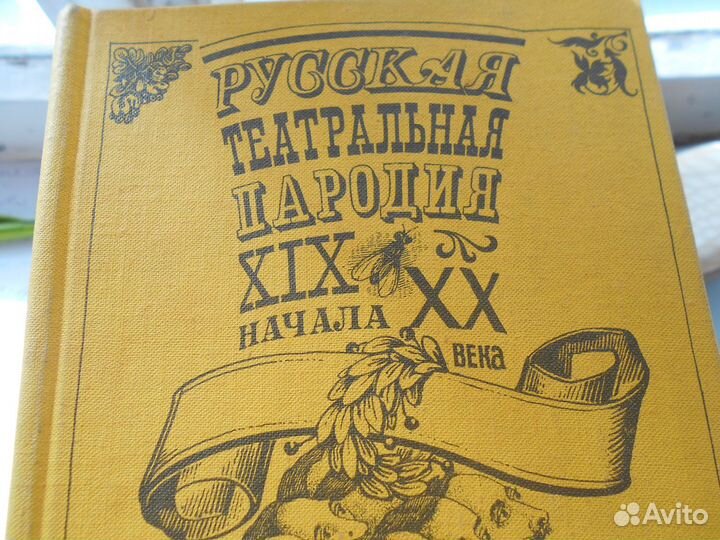 РУССКАЯ
ТЕАТРАЛЬНАЯ
ПАРОДИЯ
XIX
НАЧАЛА XX
ВЕКА
Avito